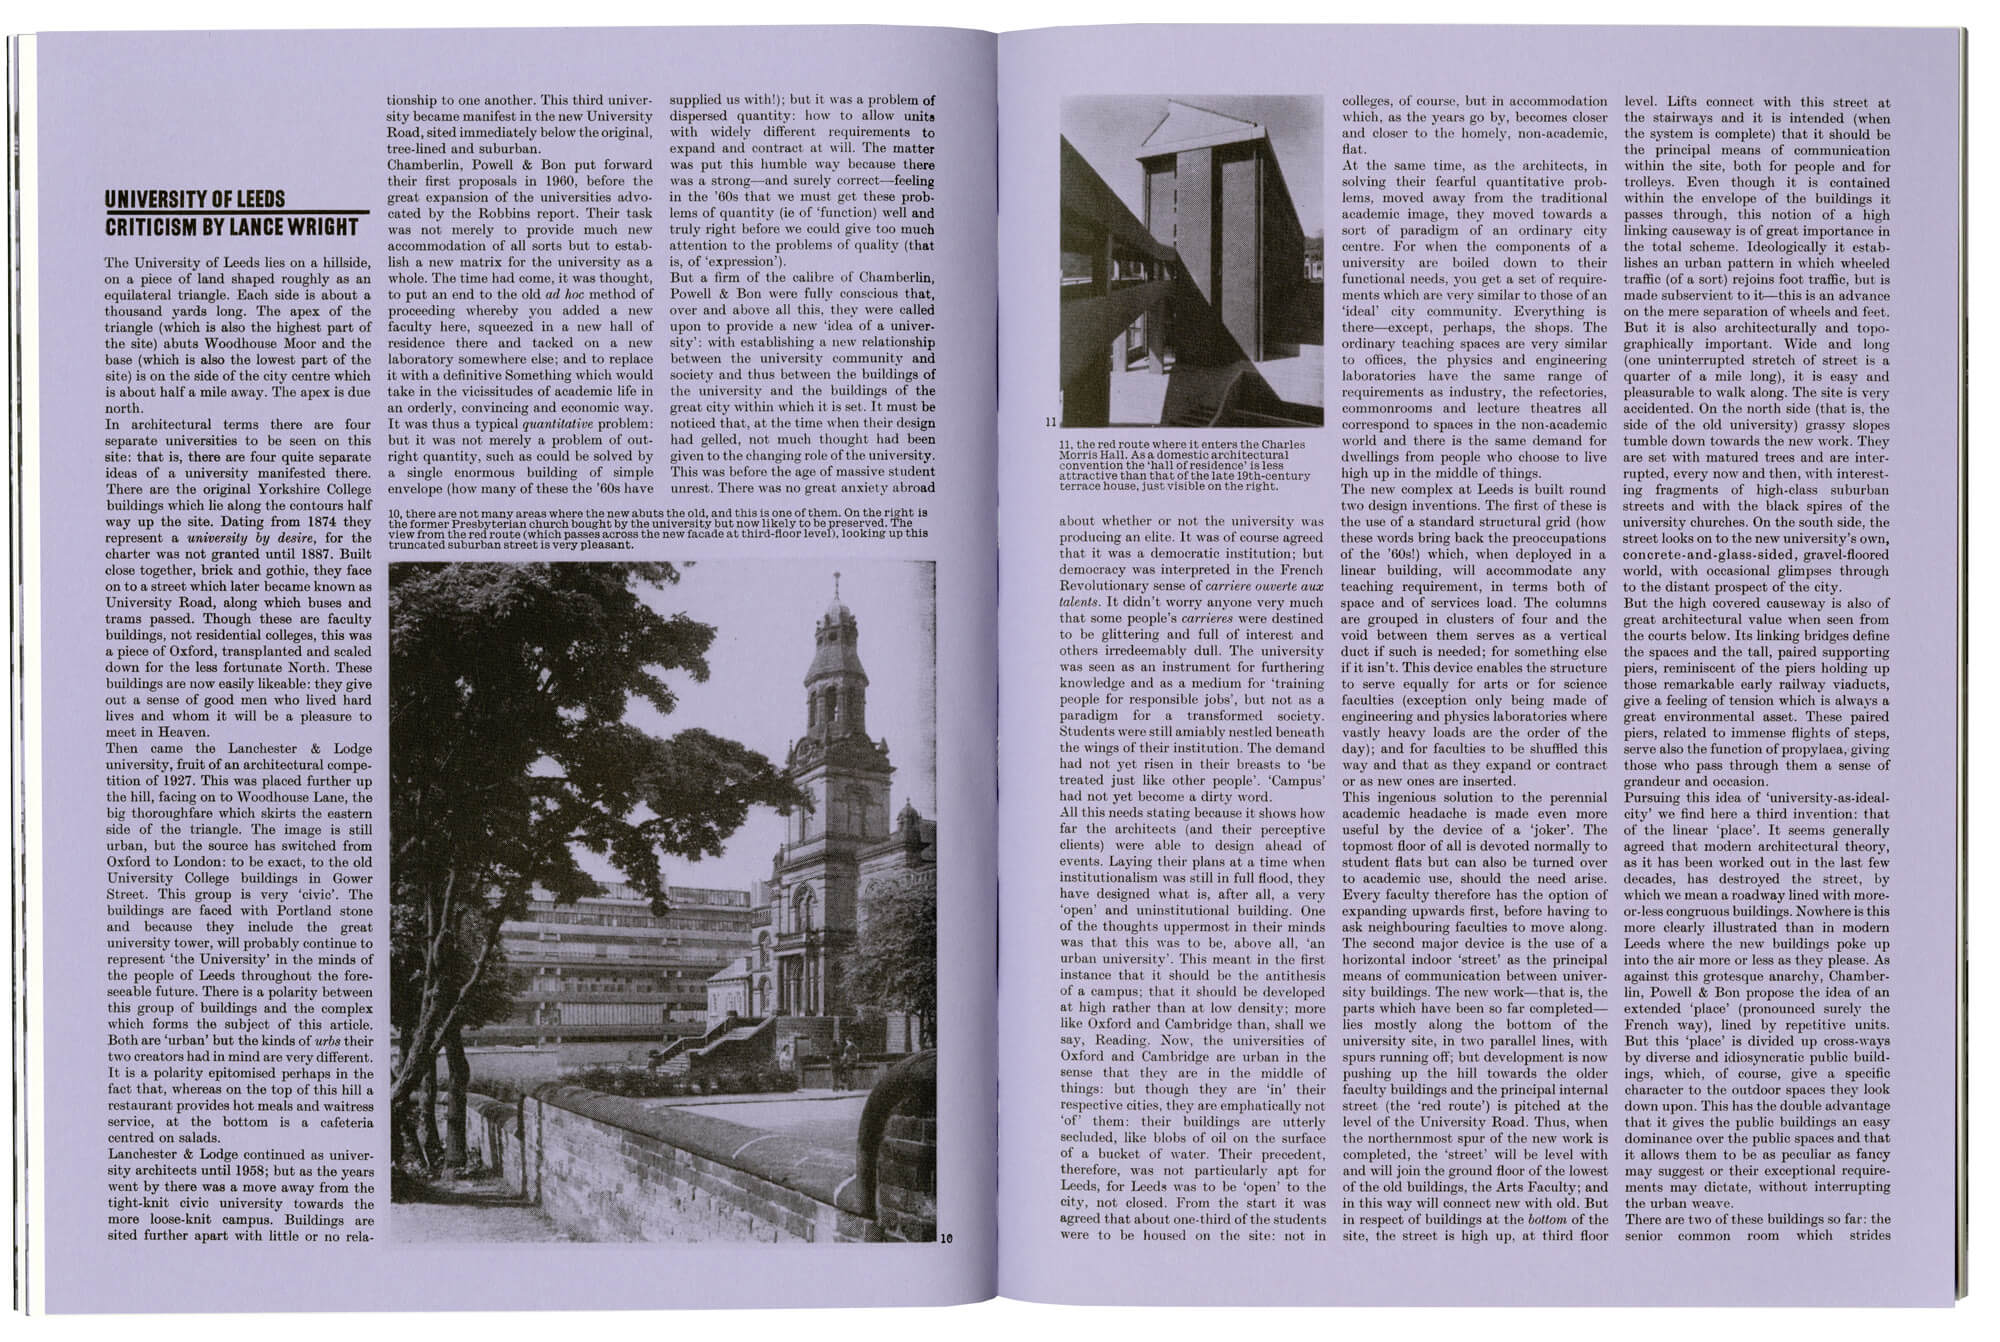 UNIVERSITY OF LEEDS
CRITICISM BY LANCE WRIGHT
The University of Leeds lies on a hillside,
on a piece of land shaped roughly as an
equilateral triangle. Each side is about a
thousand yards long. The apex of the
triangle (which is also the highest part of
the site) abuts Woodhouse Moor and the
base (which is also the lowest part of the
site) is on the side of the city centre which
is about half a mile away. The apex is due
north.
In architectural terms there are four
separate universities to be seen on this
site: that is, there are four quite separate
ideas of a university manifested there.
There are the original Yorkshire College
buildings which lie along the contours half
way up the site. Dating from 1874 they
represent a university by desire, for the
charter was not granted until 1887. Built
close together, brick and gothic, they face
on to a street which later became known as
University Road, along which buses and
trams passed. Though these are faculty
buildings, not residential colleges, this was
a piece of Oxford, transplanted and scaled
down for the less fortunate North. These
buildings are now easily likeable: they give
out a sense of good men who lived hard
lives and whom it will be a pleasure to
meet in Heaven.
Then came the Lanchester & Lodge
university, fruit of an architectural compe-
tition of 1927. This was placed further up
the hill, facing on to Woodhouse Lane, the
big thoroughfare which skirts the eastern
side of the triangle. The image is still
urban, but the source has switched from
Oxford to London: to be exact, to the old
University College buildings in Gower
Street. This group is very ‘civic’. The
buildings are faced with Portland stone
and because they include the great
university tower, will probably continue to
represent ‘the University’ in the minds of
the people of Leeds throughout the fore-
seeable future. There is a polarity between
this group of buildings and the complex
which forms the subject of this article.
Both are ‘urban’ but the kinds of urbs their
two creators had in mind are very different.
It is a polarity epitomised perhaps in the
fact that, whereas on the top of this hill a
restaurant provides hot meals and waitress
service, at the bottom is a cafeteria
centred on salads.
Lanchester & Lodge continued as univer-
sity architects until 1958; but as the years
went by there was a move away from the
tight-knit civic university towards the
more loose-knit campus. Buildings are
sited further apart with little or no rela-
tionship to one another. This third univer-
sity became manifest in the new University
Road, sited immediately below the original,
tree-lined and suburban.
Chamberlin, Powell & Bon put forward
their first proposals in 1960, before the
great expansion of the universities advo-
cated by the Robbins report. Their task
was not merely to provide much new
accommodation of all sorts but to estab-
lish a new matrix for the university as a
whole. The time had come, it was thought,
to put an end to the old ad hoc method of
proceeding whereby you added a new
faculty here, squeezed in a new hall of
residence there and tacked on a new
laboratory somewhere else; and to replace
it with a definitive Something which would
take in the vicissitudes of academic life in
an orderly, convincing and economic way.
It was thus a typical quantitative problem:
but it was not merely a problem of out-
right quantity, such as could be solved by
a single enormous building of simple
envelope (how many of these the ’60s have
supplied us with!); but it was a problem of
dispersed quantity: how to allow units
with widely different requirements to
expand and contract at will. The matter
was put this humble way because there
was a strong—and surely correct—feeling
in the ’60s that we must get these prob-
lems of quantity (ie of ‘function) well and
truly right before we could give too much
attention to the problems of quality (that
is, of ‘expression’).
But a firm of the calibre of Chamberlin,
Powell & Bon were fully conscious that,
over and above all this, they were called
upon to provide a new ‘idea of a univer-
sity’: with establishing a new relationship
between the university community and
society and thus between the buildings of
the university and the buildings of the
great city within which it is set. It must be
noticed that, at the time when their design
had gelled, not much thought had been
given to the changing role of the university.
This was before the age of massive student
unrest. There was no great anxiety abroad
10, there are not many areas where the new abuts the old, and this is one of them. On the right is
the former Presbyterian church bought by the university but now likely to be preserved. The
view from the red route (which passes across the new facade at third-floor level), looking up this
truncated suburban street is very pleasant.
10
11
11, the red route where it enters the Charles
Morris Hall. As a domestic architectural
convention the ‘hall of residence’ is less
attractive than that of the late 19th-century
terrace house, just visible on the right.
about whether or not the university was
producing an elite. It was of course agreed
that it was a democratic institution; but
democracy was interpreted in the French
Revolutionary sense of carriere ouverte aux
talents. It didn’t worry anyone very much
that some people’s carrieres were destined
to be glittering and full of interest and
others irredeemably dull. The university
was seen as an instrument for furthering
knowledge and as a medium for ‘training
people for responsible jobs’, but not as a
paradigm for a transformed society.
Students were still amiably nestled beneath
the wings of their institution. The demand
had not yet risen in their breasts to ‘be
treated just like other people’. ‘Campus’
had not yet become a dirty word.
All this needs stating because it shows how
far the architects (and their perceptive
clients) were able to design ahead of
events. Laying their plans at a time when
institutionalism was still in full flood, they
have designed what is, after all, a very
‘open’ and uninstitutional building. One
of the thoughts uppermost in their minds
was that this was to be, above all, ‘an
urban university’. This meant in the first
instance that it should be the antithesis
of a campus; that it should be developed
at high rather than at low density; more
like Oxford and Cambridge than, shall we
say, Reading. Now, the universities of
Oxford and Cambridge are urban in the
sense that they are in the middle of
things: but though they are ‘in’ their
respective cities, they are emphatically not
‘of’ them: their buildings are utterly
secluded, like blobs of oil on the surface
of a bucket of water. Their precedent,
therefore, was not particularly apt for
Leeds, for Leeds was to be ‘open’ to the
city, not closed. From the start it was
agreed that about one-third of the students
were to be housed on the site: not in
colleges, of course, but in accommodation
which, as the years go by, becomes closer
and closer to the homely, non-academic,
flat.
At the same time, as the architects, in
solving their fearful quantitative prob-
lems, moved away from the traditional
academic image, they moved towards a
sort of paradigm of an ordinary city
centre. For when the components of a
university are boiled down to their
functional needs, you get a set of require-
ments which are very similar to those of an
‘ideal’ city community. Everything is
there—except, perhaps, the shops. The
ordinary teaching spaces are very similar
to offices, the physics and engineering
laboratories have the same range of
requirements as industry, the refectories,
commonrooms and lecture theatres all
correspond to spaces in the non-academic
world and there is the same demand for
dwellings from people who choose to live
high up in the middle of things.
The new complex at Leeds is built round
two design inventions. The first of these is
the use of a standard structural grid (how
these words bring back the preoccupations
of the ’60s!) which, when deployed in a
linear building, will accommodate any
teaching requirement, in terms both of
space and of services load. The columns
are grouped in clusters of four and the
void between them serves as a vertical
duct if such is needed; for something else
if it isn’t. This device enables the structure
to serve equally for arts or for science
faculties (exception only being made of
engineering and physics laboratories where
vastly heavy loads are the order of the
day); and for faculties to be shuffled this
way and that as they expand or contract
or as new ones are inserted.
This ingenious solution to the perennial
academic headache is made even more
useful by the device of a ‘joker’. The
topmost floor of all is devoted normally to
student flats but can also be turned over
to academic use, should the need arise.
Every faculty therefore has the option of
expanding upwards first, before having to
ask neighbouring faculties to move along.
The second major device is the use of a
horizontal indoor ‘street’ as the principal
means of communication between univer-
sity buildings. The new work—that is, the
parts which have been so far completed—
lies mostly along the bottom of the
university site, in two parallel lines, with
spurs running off; but development is now
pushing up the hill towards the older
faculty buildings and the principal internal
street (the ‘red route’) is pitched at the
level of the University Road. Thus, when
the northernmost spur of the new work is
completed, the ‘street’ will be level with
and will join the ground floor of the lowest
of the old buildings, the Arts Faculty; and
in this way will connect new with old. But
in respect of buildings at the bottom of the
site, the street is high up, at third floor
level. Lifts connect with this street at
the stairways and it is intended (when
the system is complete) that it should be
the principal means of communication
within the site, both for people and for
trolleys. Even though it is contained
within the envelope of the buildings it
passes through, this notion of a high
linking causeway is of great importance in
the total scheme. Ideologically it estab-
lishes an urban pattern in which wheeled
traffic (of a sort) rejoins foot traffic, but is
made subservient to it—this is an advance
on the mere separation of wheels and feet.
But it is also architecturally and topo-
graphically important. Wide and long
(one uninterrupted stretch of street is a
quarter of a mile long), it is easy and
pleasurable to walk along. The site is very
accidented. On the north side (that is, the
side of the old university) grassy slopes
tumble down towards the new work. They
are set with matured trees and are inter-
rupted, every now and then, with interest-
ing fragments of high-class suburban
streets and with the black spires of the
university churches. On the south side, the
street looks on to the new university’s own,
concrete-and-glass-sided, gravel-floored
world, with occasional glimpses through
to the distant prospect of the city.
But the high covered causeway is also of
great architectural value when seen from
the courts below. Its linking bridges define
the spaces and the tall, paired supporting
piers, reminiscent of the piers holding up
those remarkable early railway viaducts,
give a feeling of tension which is always a
great environmental asset. These paired
piers, related to immense flights of steps,
serve also the function of propylaea, giving
those who pass through them a sense of
grandeur and occasion.
Pursuing this idea of ‘university-as-ideal-
city’ we find here a third invention: that
of the linear ‘place’. It seems generally
agreed that modern architectural theory,
as it has been worked out in the last few
decades, has destroyed the street, by
which we mean a roadway lined with more-
or-less congruous buildings. Nowhere is this
more clearly illustrated than in modern
Leeds where the new buildings poke up
into the air more or less as they please. As
against this grotesque anarchy, Chamber-
lin, Powell & Bon propose the idea of an
extended ‘place’ (pronounced surely the
French way), lined by repetitive units.
But this ‘place’ is divided up cross-ways
by diverse and idiosyncratic public build-
ings, which, of course, give a specific
character to the outdoor spaces they look
down upon. This has the double advantage
that it gives the public buildings an easy
dominance over the public spaces and that
it allows them to be as peculiar as fancy
may suggest or their exceptional require-
ments may dictate, without interrupting
the urban weave.
There are two of these buildings so far: the
senior common room which strides